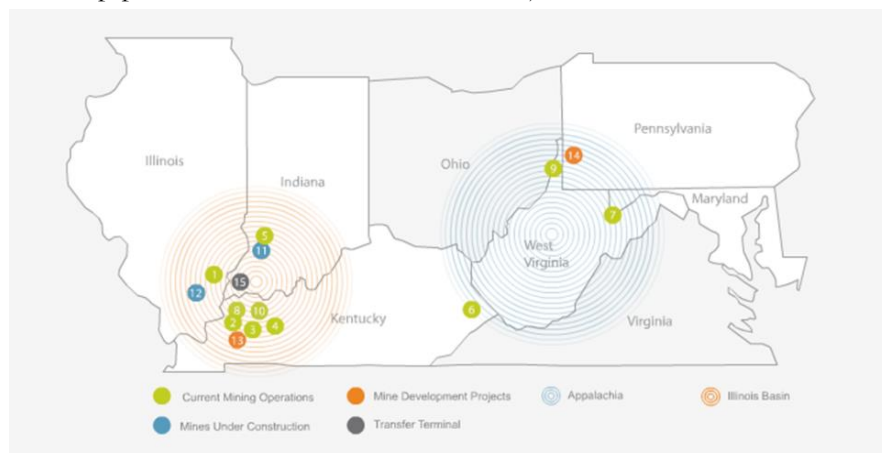 Pennsylvania
14
Illinois
Ohio
9
Indiana
Maryland
7
5
11
West
Virginia
1
15
12
8
10
6
Kentucky
Virginia
2
3
4
13
Current Mining Operations
Mine Development Projects
Appalachia
Illinois Basin
Mines Under Construction
Transfer Terminal